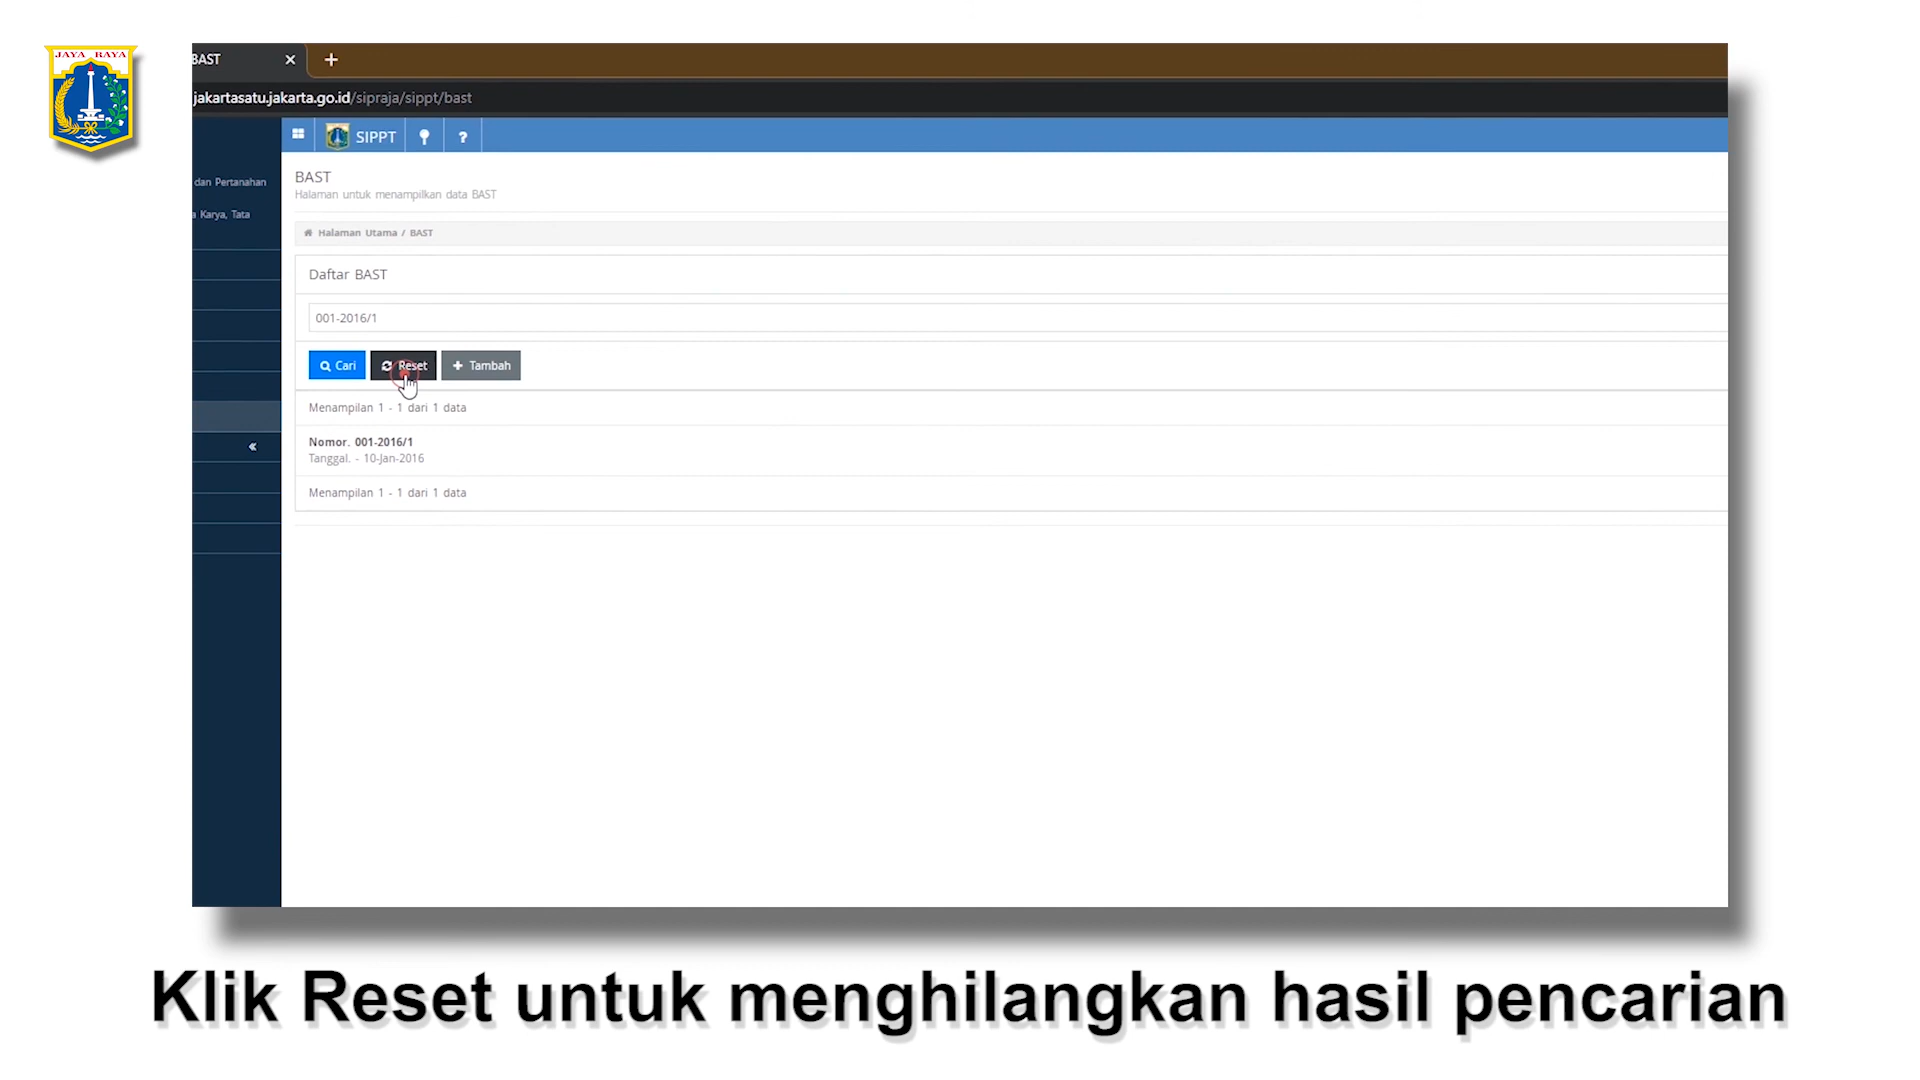 JAYA RAYA
BAST
jakartasatu.jakarta.go.id/sipraja/sippt/bast
SIPPT
?
dan Pertanahan
Karya, Tata
BAST
Halaman untuk menampilkan data BAST
Halaman Utama / BAST
Daftar BAST
001-2016/1
Cari
Reset
Tambah
Menampilan 1 - 1 dari 1 data
Nomor. 001-2016/1
Tanggal. - 10-Jan-2016
Menampilan 1 - 1 dari 1 data
Klik Reset untuk menghilangkan hasil pencarian